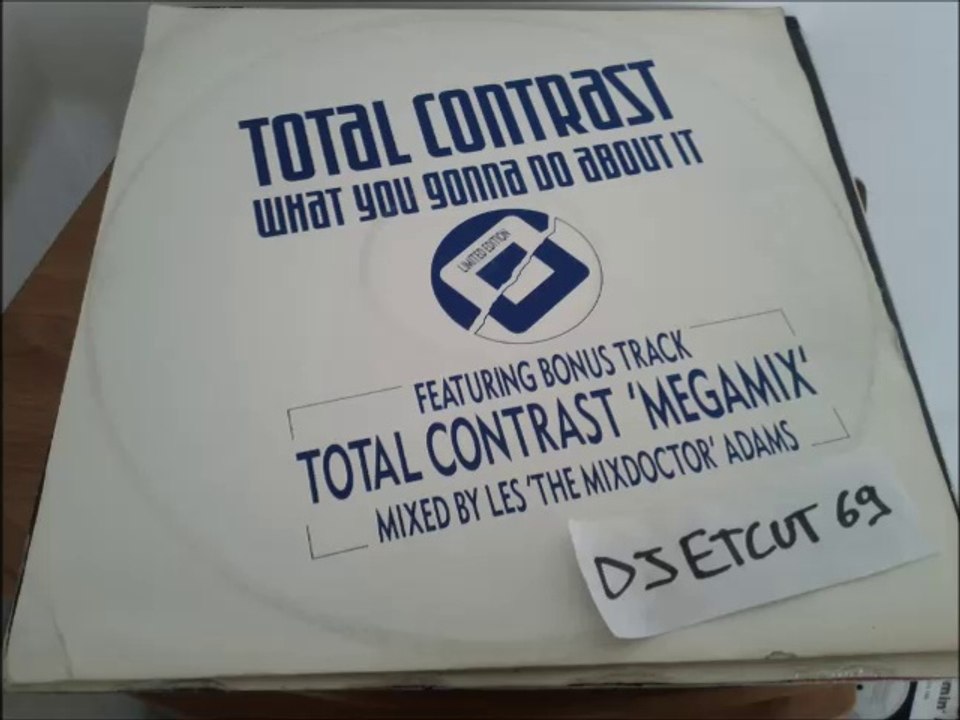 TOTAL CONTRAST
WHAT YOU GONNA DO ABOUT IT
LIMITED EDITION
FEATURING BONUS TRACK
TOTAL CONTRAST 'MEGAMIX'
MIXED BY LES 'THE MIXDOCTOR' ADAMS
DJ ETCUT 69
min'